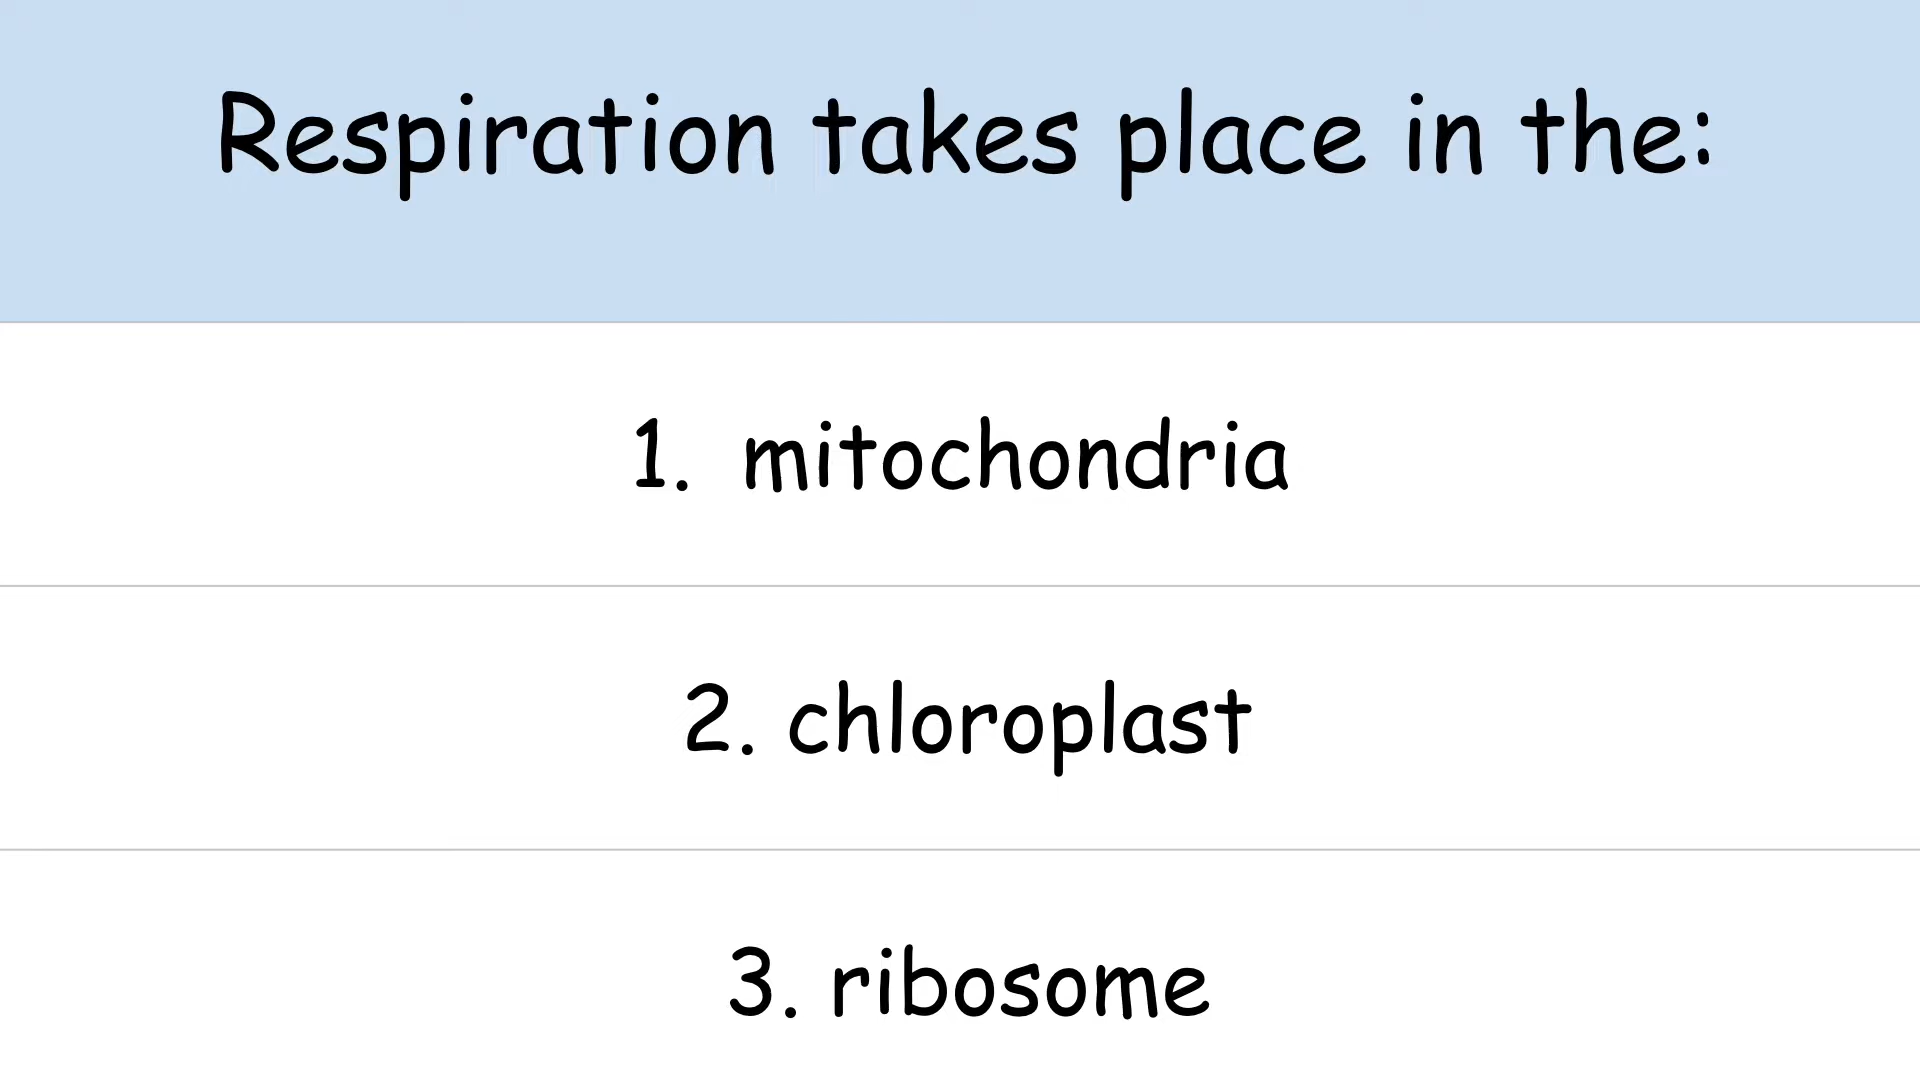 Respiration takes place in the:
1. mitochondria
2. chloroplast
3. ribosome